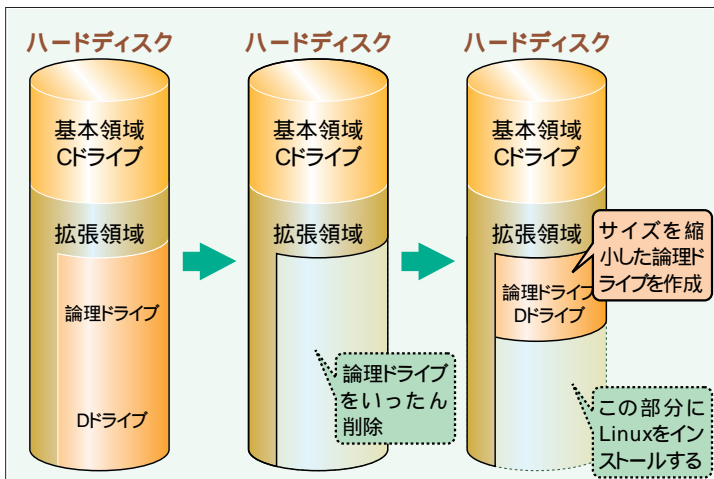 ハードディスク
基本領域
Cドライブ
拡張領域
論理ドライブ
Dドライブ
ハードディスク
基本領域
Cドライブ
拡張領域
論理ドライブ
をいったん
削除
ハードディスク
基本領域
Cドライブ
拡張領域
サイズを縮
小した論理ド
ライブを作成
論理ドライブ
Dドライブ
この部分に
Linuxをイン
ストールする